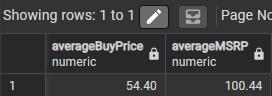 Showing rows: 1 to 1 Page No
averageBuyPrice averageMSRP
numeric numeric
1 54.40 100.44